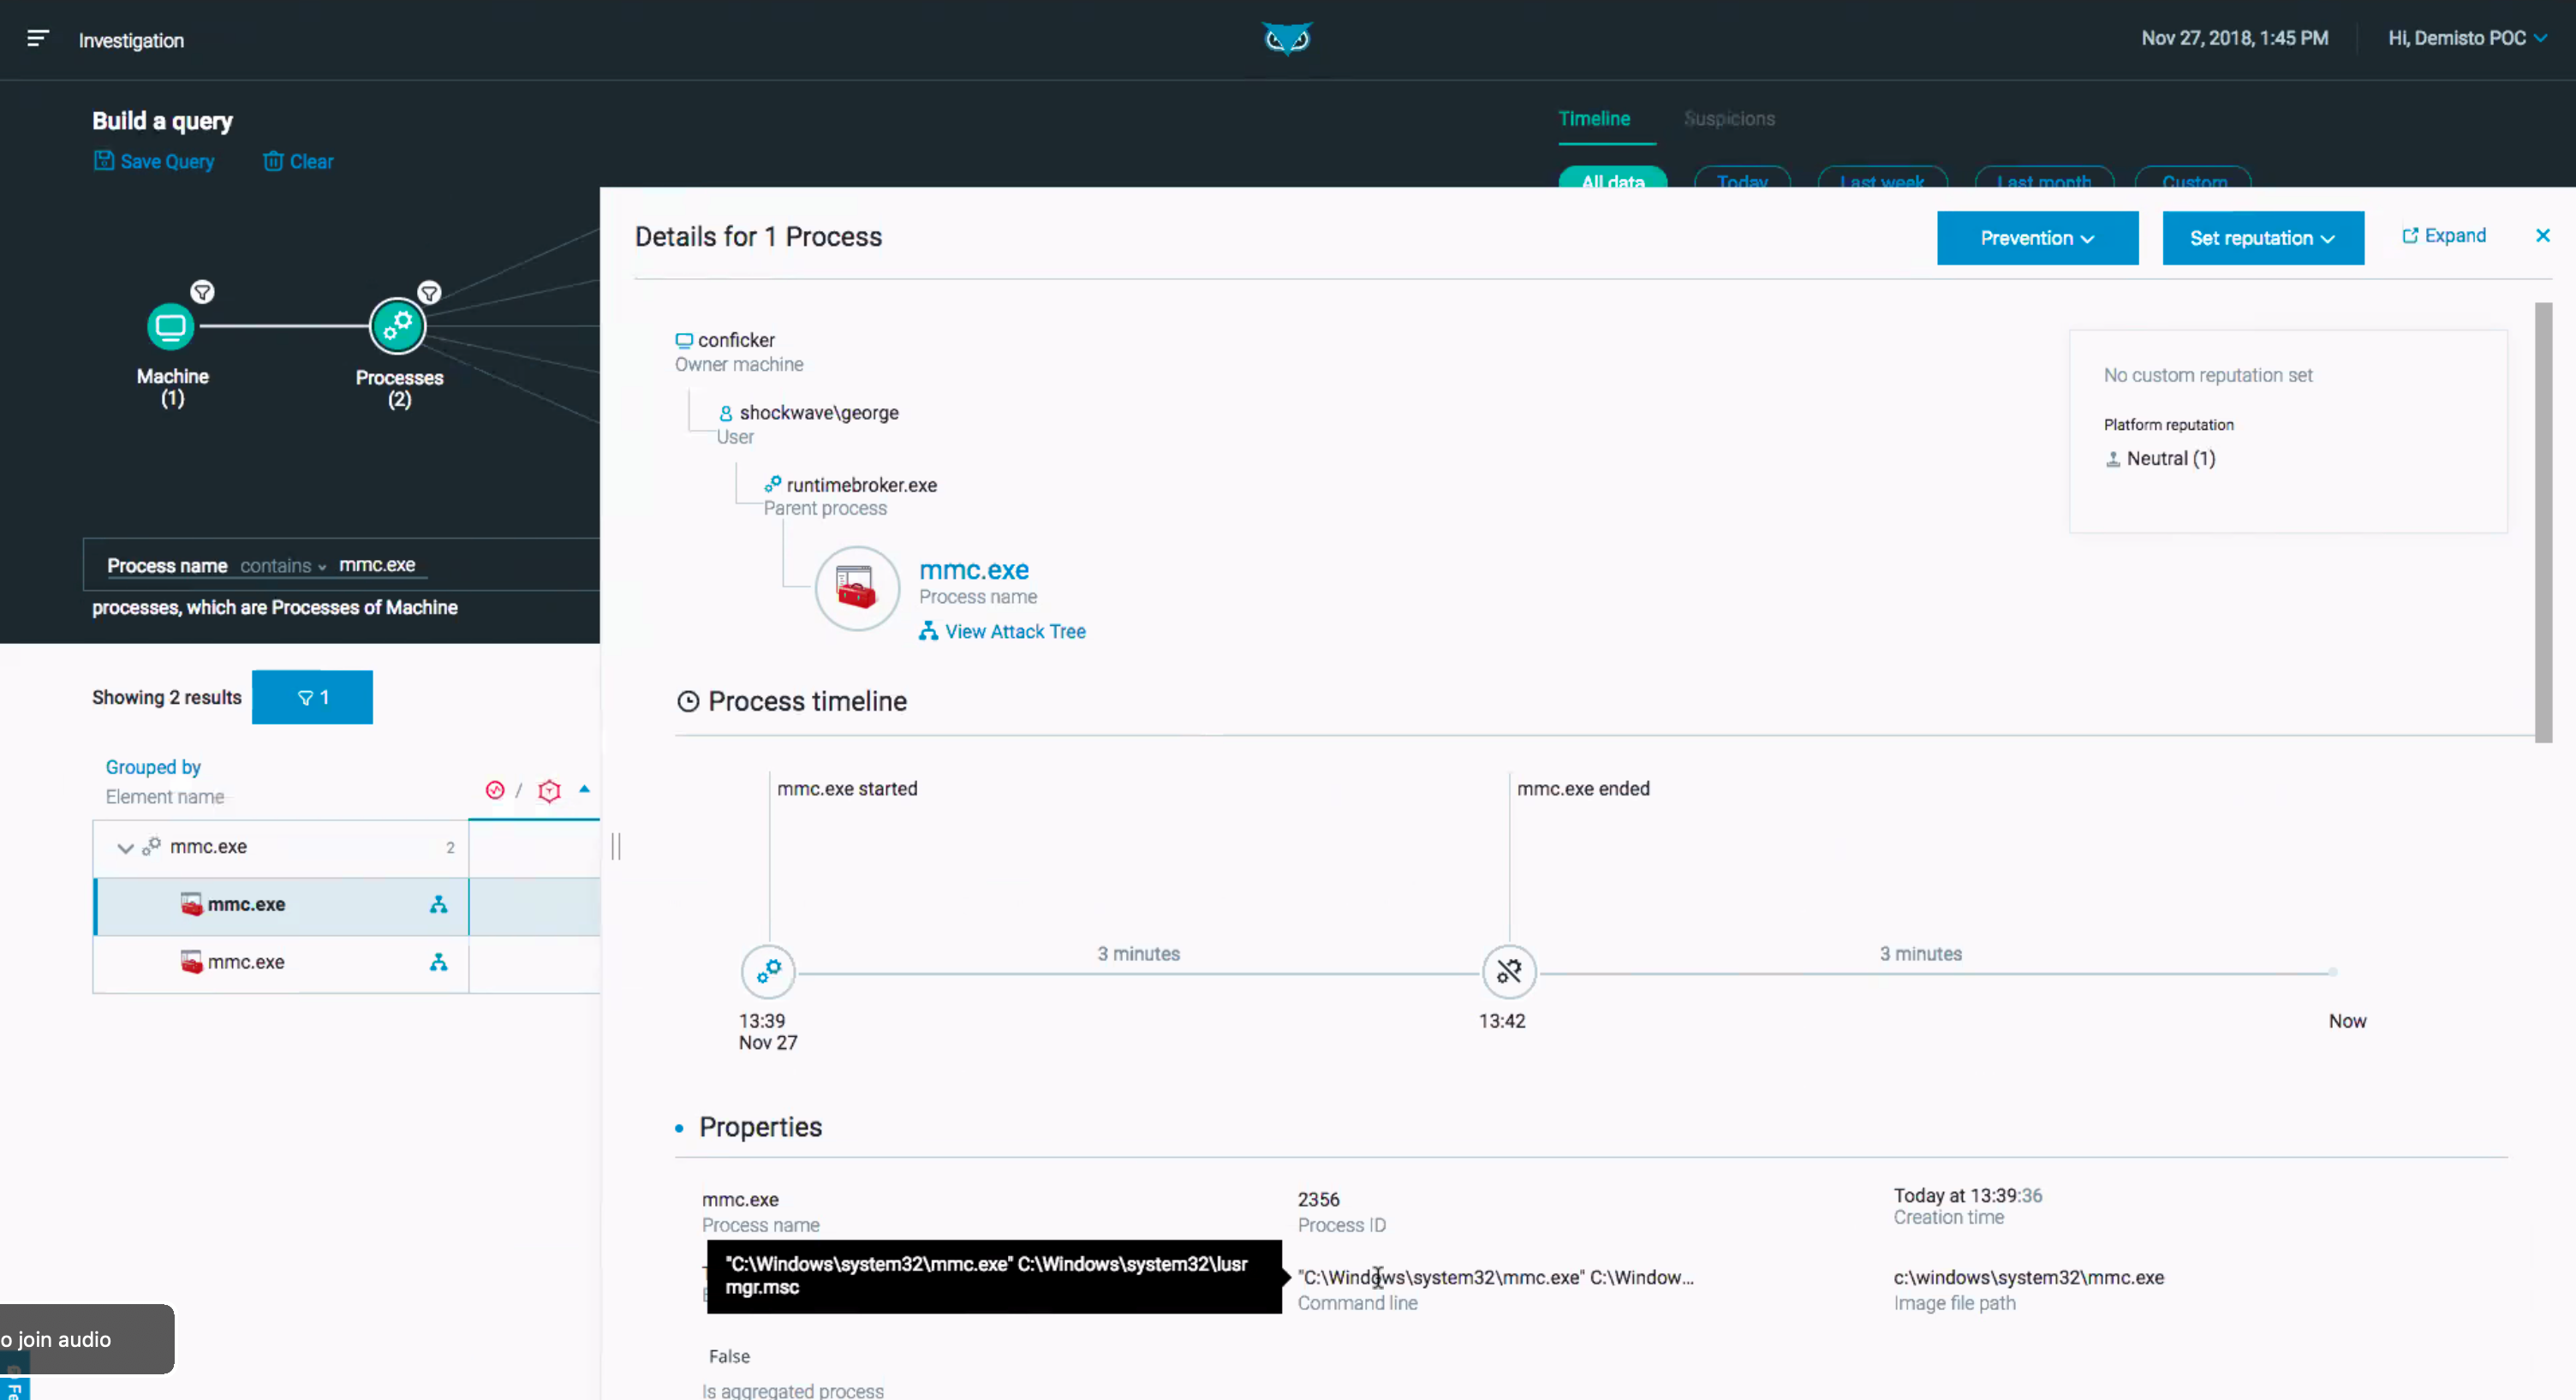 Investigation
Nov 27, 2018, 1:45 PM
Hi, Demisto POC
Build a query
Save Query
Clear
Timeline
Suspicions
All data
Today
Last week
Last month
Custom
Machine
(1)
Processes
(2)
Process name contains mmc.exe
processes, which are Processes of Machine
Showing 2 results
1
Grouped by
Element name
/
mmc.exe 2
mmc.exe
mmc.exe
Details for 1 Process
Prevention
Set reputation
Expand
conficker
Owner machine
shockwave\george
User
runtimebroker.exe
Parent process
mmc.exe
Process name
View Attack Tree
No custom reputation set
Platform reputation
Neutral (1)
Process timeline
mmc.exe started
mmc.exe ended
3 minutes
3 minutes
13:39
Nov 27
13:42
Now
Properties
mmc.exe
Process name
2356
Process ID
Today at 13:39:36
Creation time
"C:\Windows\system32\mmc.exe" C:\Windows\system32\lusr
mgr.msc
"C:\Windows\system32\mmc.exe" C:\Window...
Command line
c:\windows\system32\mmc.exe
Image file path
False
Is aggregated process
o join audio
Fe